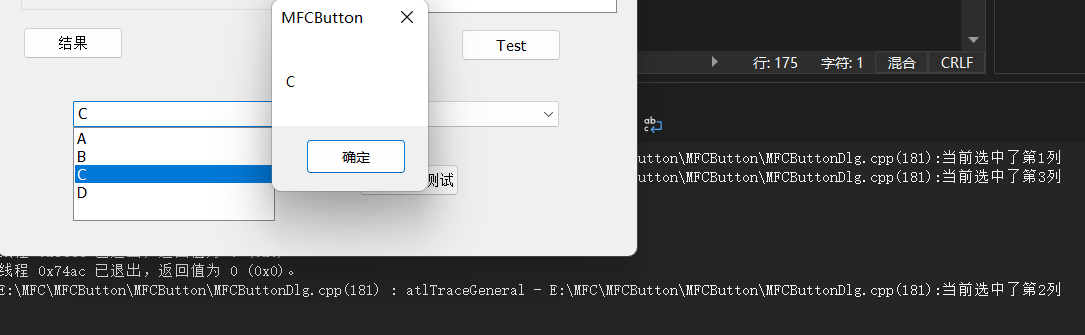 MFCButton
结果
Test
C
行: 175 字符: 1 混合 CRLF
C
A
B
C
D
确定
测试
utton\MFCButton\MFCButtonDlg.cpp(181):当前选中了第1列
utton\MFCButton\MFCButtonDlg.cpp(181):当前选中了第3列
线程 0x74ac 已退出，返回值为 0 (0x0)。
E:\MFC\MFCButton\MFCButton\MFCButtonDlg.cpp(181) : atlTraceGeneral - E:\MFC\MFCButton\MFCButton\MFCButtonDlg.cpp(181):当前选中了第2列